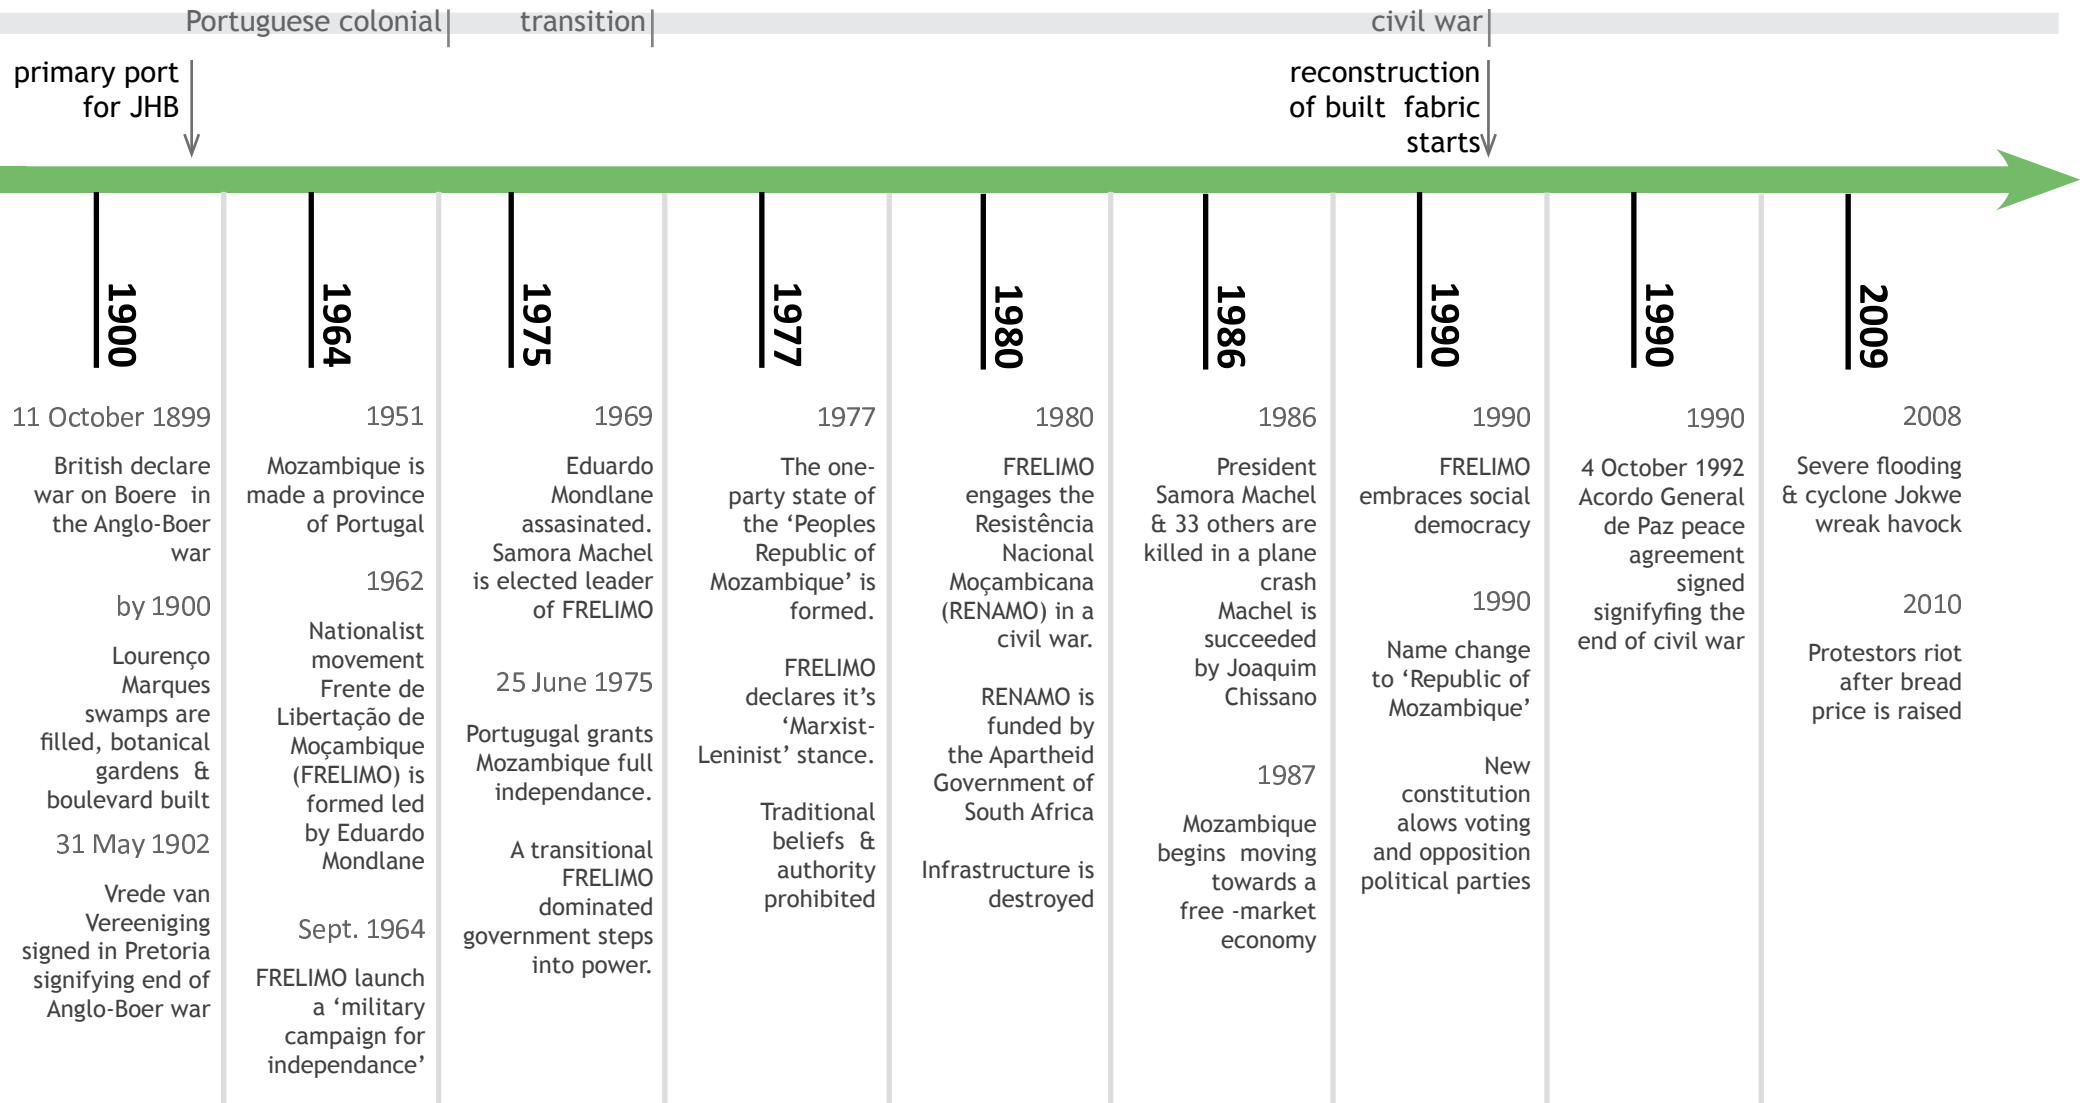 Portuguese colonial
transition
civil war
primary port
for JHB
reconstruction
of built fabric
starts
1900
1964
1975
1977
1980
1986
1990
1990
2009
11 October 1899
British declare
war on Boere in
the Anglo-Boer
war
by 1900
Lourenço
Marques
swamps are
filled, botanical
gardens &
boulevard built
31 May 1902
Vrede van
Vereeniging
signed in Pretoria
signifying end of
Anglo-Boer war
1951
Mozambique is
made a province
of Portugal
1962
Nationalist
movement
Frente de
Libertação de
Moçambique
(FRELIMO) is
formed led
by Eduardo
Mondlane
Sept. 1964
FRELIMO launch
a ‘military
campaign for
independance’
1969
Eduardo
Mondlane
assasinated.
Samora Machel
is elected leader
of FRELIMO
25 June 1975
Portugugal grants
Mozambique full
independance.
A transitional
FRELIMO
dominated
government steps
into power.
1977
The one-
party state of
the ‘Peoples
Republic of
Mozambique’ is
formed.
FRELIMO
declares it’s
‘Marxist-
Leninist’ stance.
Traditional
beliefs &
authority
prohibited
1980
FRELIMO
engages the
Resistência
Nacional
Moçambicana
(RENAMO) in a
civil war.
RENAMO is
funded by
the Apartheid
Government of
South Africa
Infrastructure is
destroyed
1986
President
Samora Machel
& 33 others are
killed in a plane
crash
Machel is
succeeded
by Joaquim
Chissano
1987
Mozambique
begins moving
towards a
free -market
economy
1990
FRELIMO
embraces social
democracy
1990
Name change
to ‘Republic of
Mozambique’
New
constitution
alows voting
and opposition
political parties
1990
4 October 1992
Acordo General
de Paz peace
agreement
signed
signifyfing the
end of civil war
2008
Severe flooding
& cyclone Jokwe
wreak havock
2010
Protestors riot
after bread
price is raised